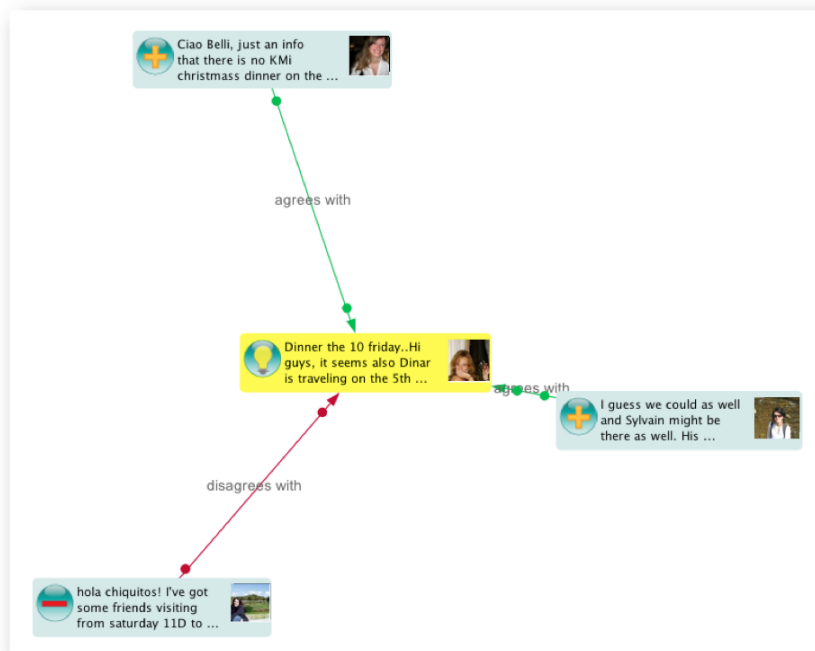 Ciao Belli, just an info
that there is no KMi
christmass dinner on the ...
agrees with
Dinner the 10 friday..Hi
guys, it seems also Dinar
is traveling on the 5th ...
agrees with
I guess we could as well
and Sylvain might be
there as well. His ...
disagrees with
hola chiquitos! I've got
some friends visiting
from saturday 11D to ...